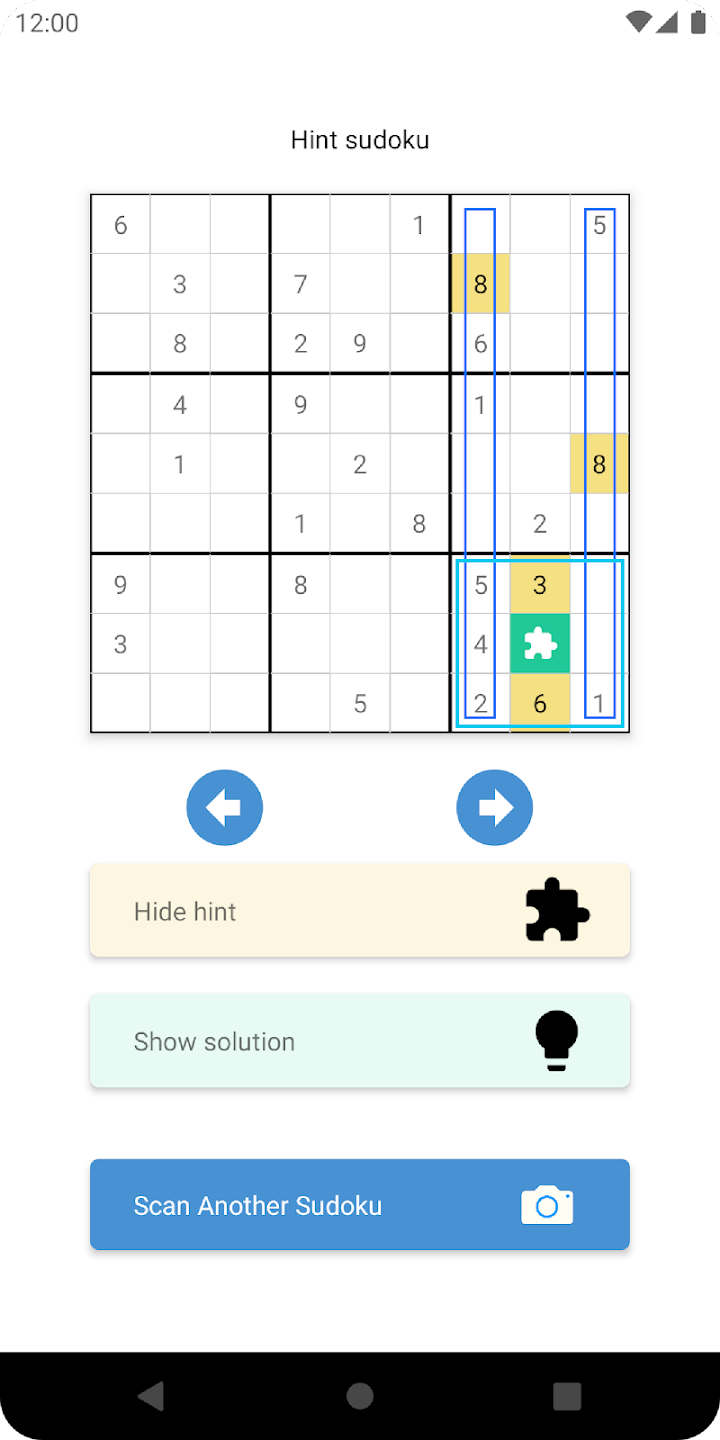 12:00
Hint sudoku
6 1 5
3 7 8
8 2 9 6
4 9 1
1 2 8
1 8 2
9 8 5 3
3 4
5 2 6 1
Hide hint
Show solution
Scan Another Sudoku